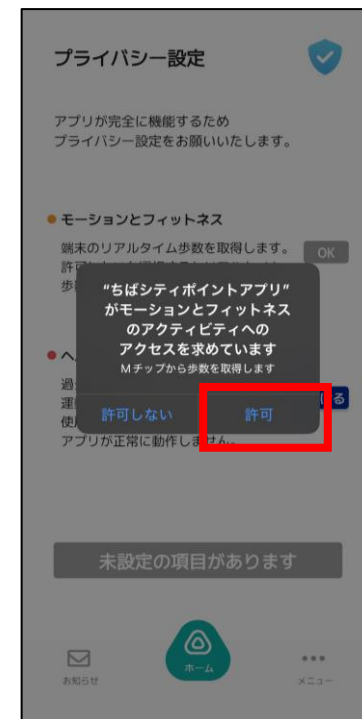 プライバシー設定
アプリが完全に機能するため
プライバシー設定をお願いいたします。
モーションとフィットネス
端末のリアルタイム歩数を取得します。
OK
許
歩
“ちばシティポイントアプリ”
がモーションとフィットネス
のアクティビティへの
アクセスを求めています
Mチップから歩数を取得します
許可しない
許可
ヘ
過
運
使
る
アプリが正常に動作しません。
未設定の項目があります
お知らせ
ホーム
メニュー